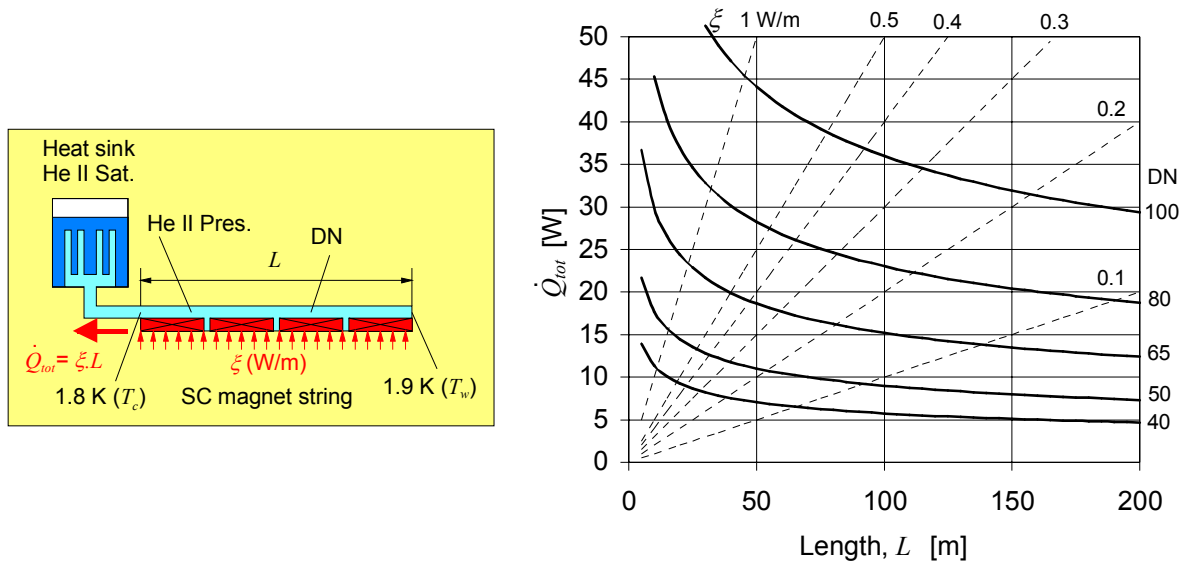 Heat sink
He II Sat.
He II Pres.
DN
L
Q̇tot = ξ.L
ξ (W/m)
1.8 K (Tc)
SC magnet string
1.9 K (Tw)
ξ
1 W/m
0.5
0.4
0.3
0.2
0.1
50
45
40
35
30
25
20
15
10
5
0
Q̇tot [W]
DN
100
80
65
50
40
0
50
100
150
200
Length, L [m]